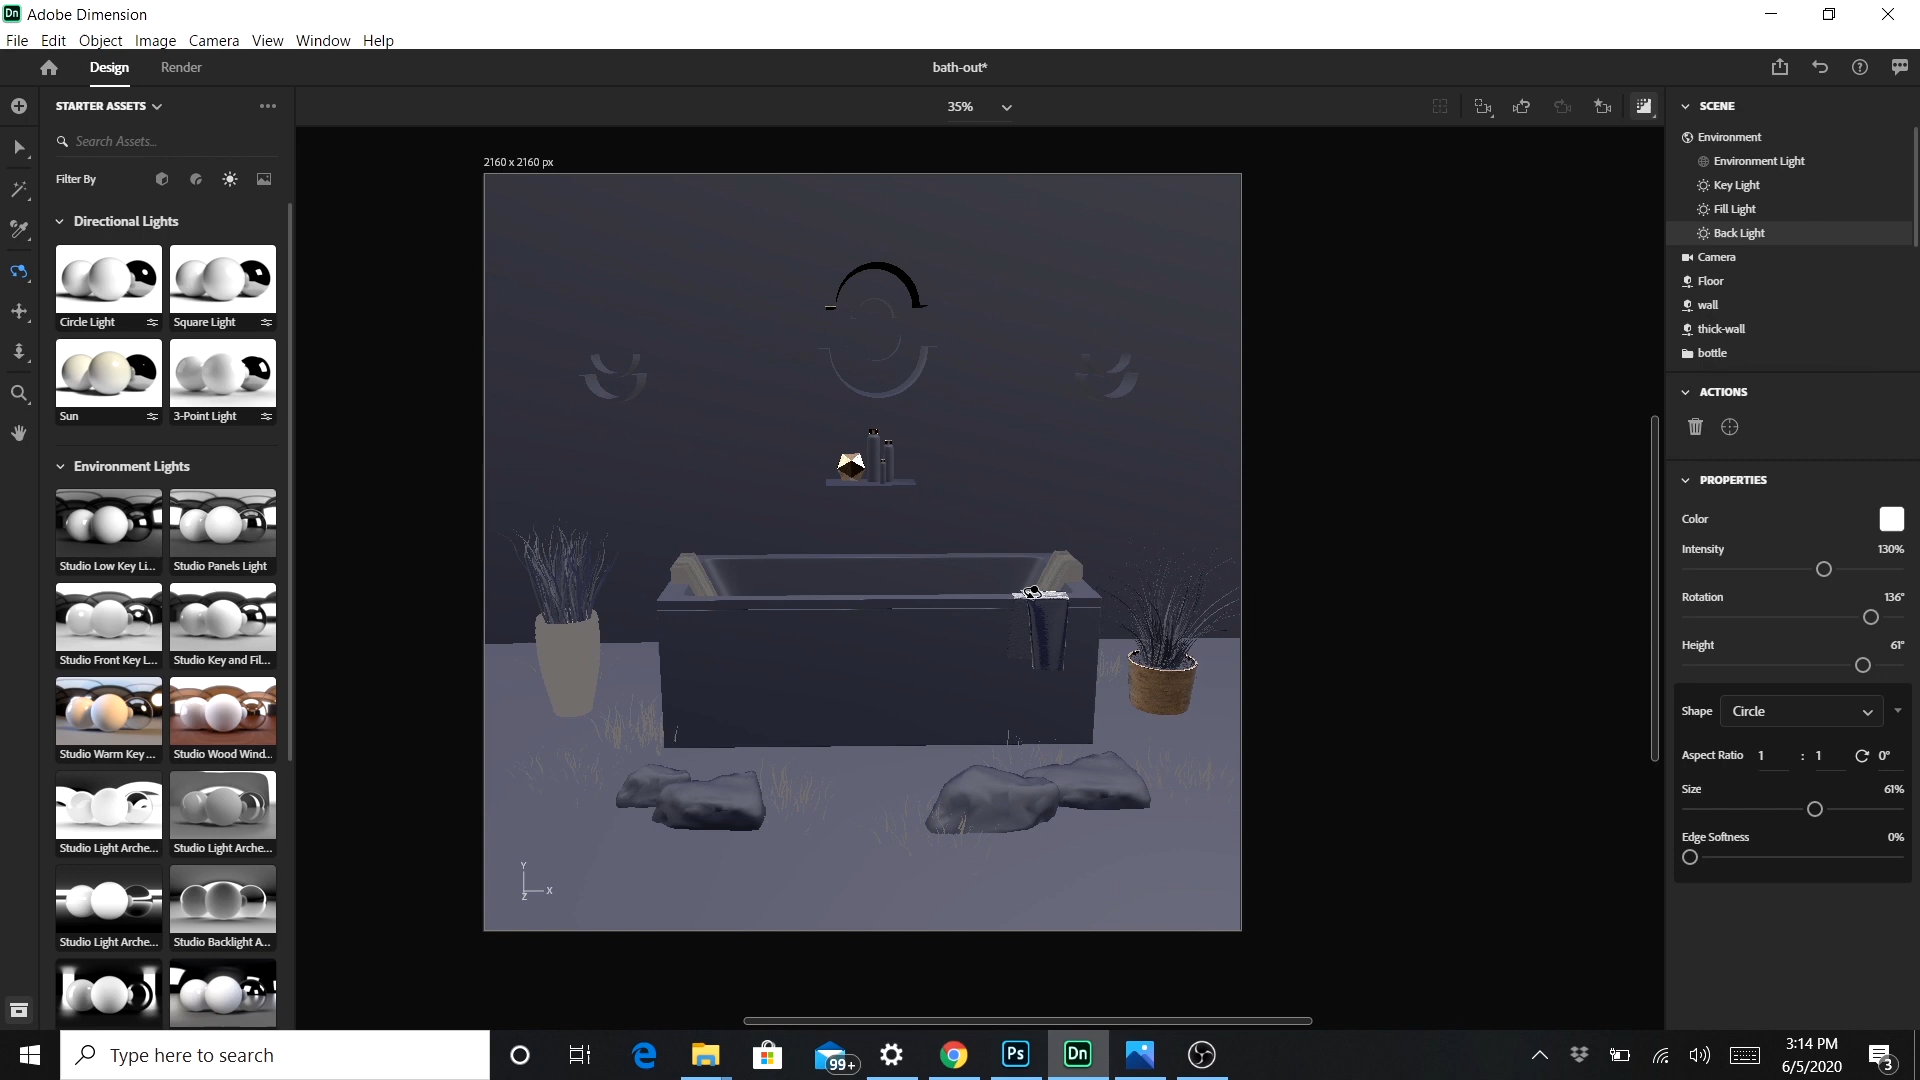 Dn Adobe Dimension
File Edit Object Image Camera View Window Help
Design Render bath-out*
STARTER ASSETS
35%
Search Assets...
Filter By
Directional Lights
Circle Light Square Light
Sun 3-Point Light
Environment Lights
Studio Low Key Li... Studio Panels Light
Studio Front Key L... Studio Key and Fil...
Studio Warm Key ... Studio Wood Wind...
Studio Light Arche... Studio Light Arche...
Studio Light Arche... Studio Backlight A...
2160 x 2160 px
Y
X
Z
SCENE
Environment
Environment Light
Key Light
Fill Light
Back Light
Camera
Floor
wall
thick-wall
bottle
ACTIONS
PROPERTIES
Color
Intensity 130%
Rotation 136°
Height 61°
Shape Circle
Aspect Ratio 1 : 1 0°
Size 61%
Edge Softness 0%
Type here to search
99+
Ps
Dn
3:14 PM
6/5/2020
3